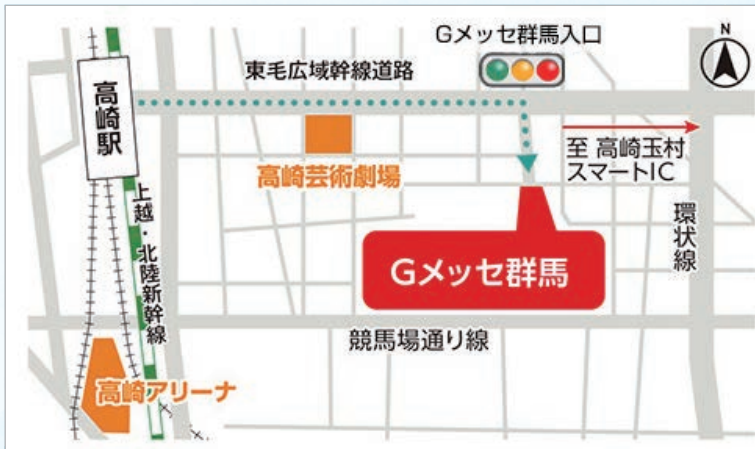 Gメッセ群馬入口
N
東毛広域幹線道路
高崎駅
至 高崎玉村
スマートIC
高崎芸術劇場
環状線
上越・北陸新幹線
Gメッセ群馬
競馬場通り線
高崎アリーナ